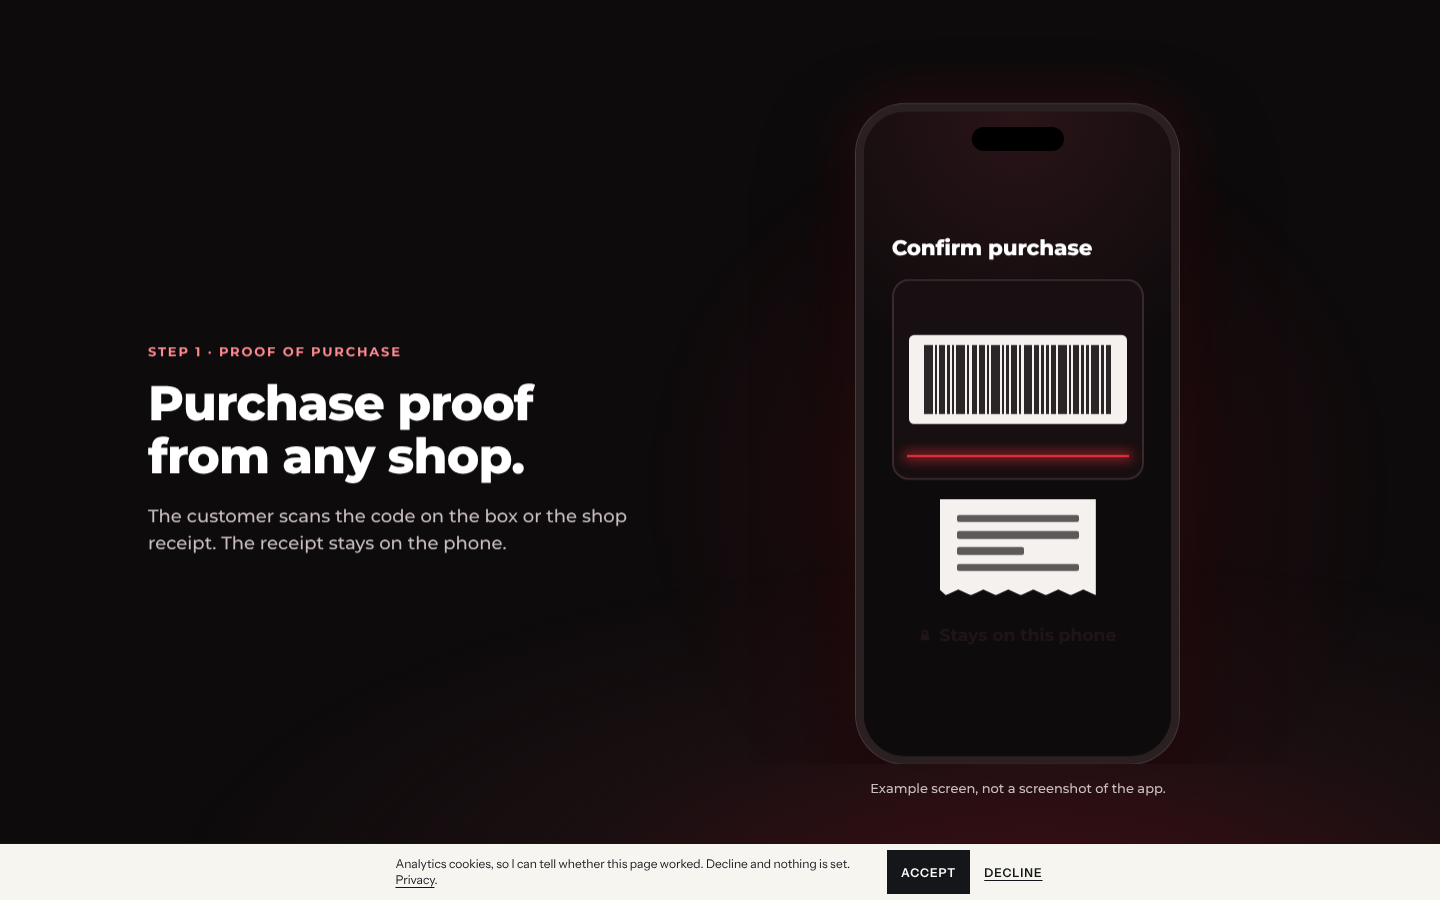 STEP 1 · PROOF OF PURCHASE
Purchase proof
from any shop.
The customer scans the code on the box or the shop
receipt. The receipt stays on the phone.
Confirm purchase
Stays on this phone
Example screen, not a screenshot of the app.
Analytics cookies, so I can tell whether this page worked. Decline and nothing is set.
Privacy.
ACCEPT
DECLINE